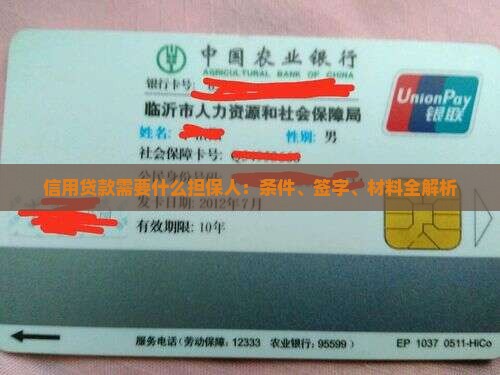 中国农业银行
AGRICULTURAL BANK OF CHINA
银行卡号:
UnionPay
银联
临沂市人力资源和社会保障局
姓名: 性别: 男
社会保障卡号:
信用贷款需要什么担保人：条件、签字、材料全解析
发卡日期: 2012年7月
有效期限: 10年
服务电话(劳动保障: 12333 农业银行: 95599)
EP 1037 0511-HiCo